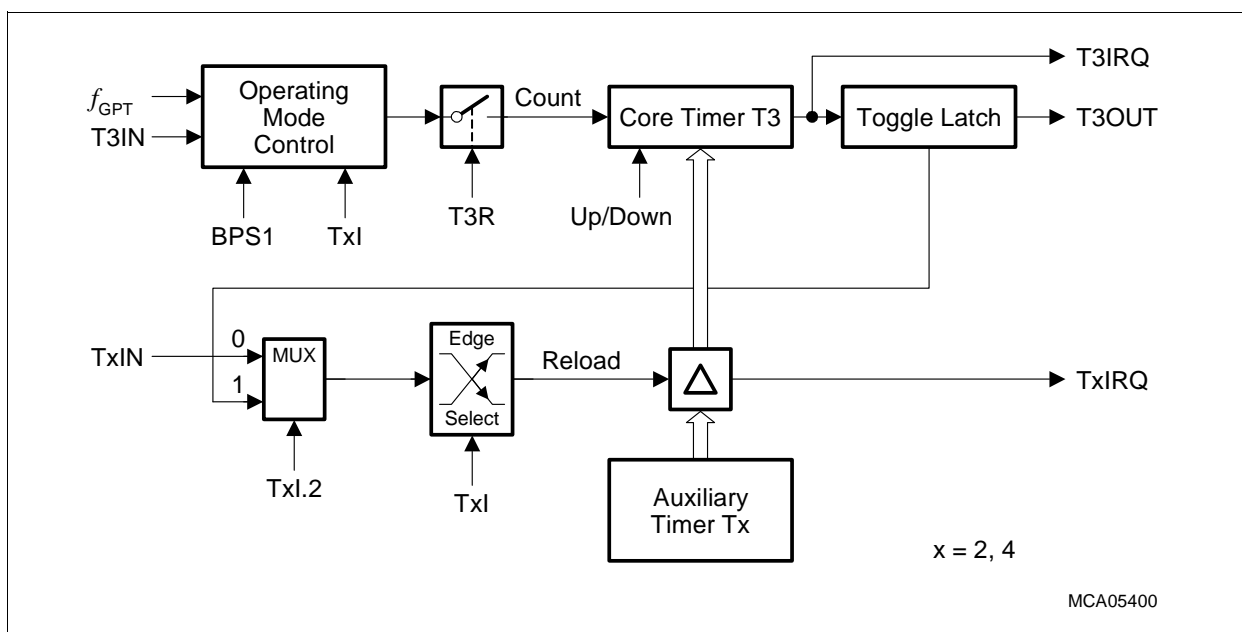 T3IRQ
f GPT
T3IN
Operating
Mode
Control
Count
Core Timer T3
Toggle Latch
T3OUT
BPS1
TxI
T3R
Up/Down
TxIN
0
1
MUX
TxI.2
Edge
Select
TxI
Reload
Δ
TxIRQ
Auxiliary
Timer Tx
x = 2, 4
MCA05400